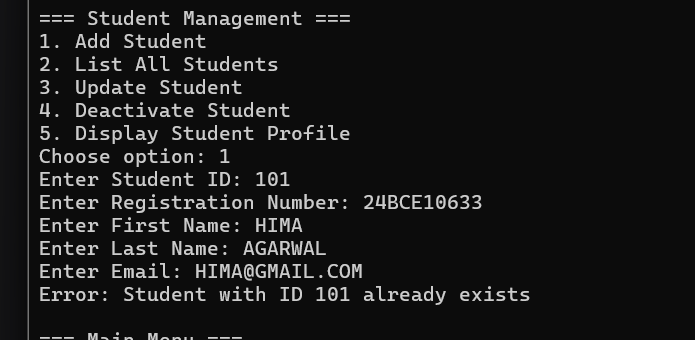 === Student Management ===
1. Add Student
2. List All Students
3. Update Student
4. Deactivate Student
5. Display Student Profile
Choose option: 1
Enter Student ID: 101
Enter Registration Number: 24BCE10633
Enter First Name: HIMA
Enter Last Name: AGARWAL
Enter Email: HIMA@GMAIL.COM
Error: Student with ID 101 already exists
=== Main Menu ===